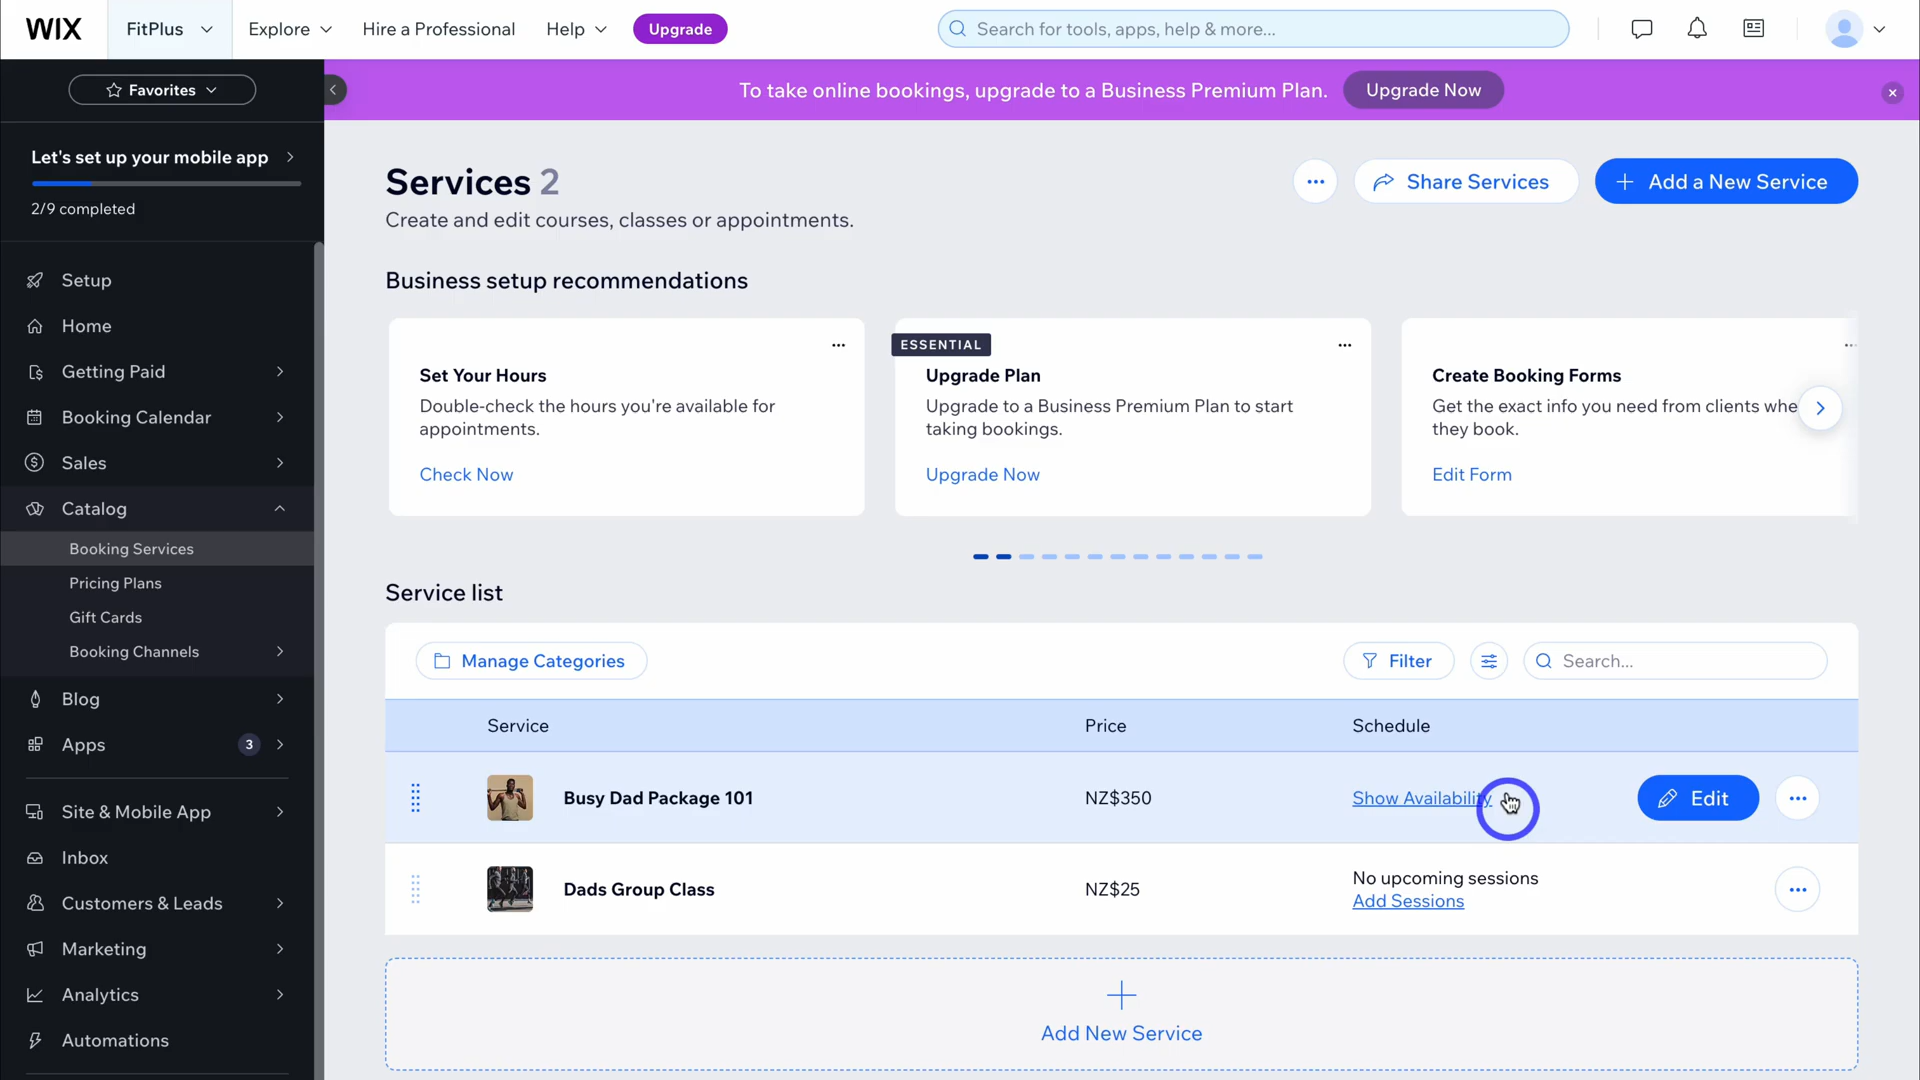 WIX
FitPlus
Explore
Hire a Professional
Help
Upgrade
Search for tools, apps, help & more...
Favorites
To take online bookings, upgrade to a Business Premium Plan.
Upgrade Now
Let's set up your mobile app
2/9 completed
Setup
Home
Getting Paid
Booking Calendar
Sales
Catalog
Booking Services
Pricing Plans
Gift Cards
Booking Channels
Blog
Apps
3
Site & Mobile App
Inbox
Customers & Leads
Marketing
Analytics
Automations
Services 2
Create and edit courses, classes or appointments.
Share Services
Add a New Service
Business setup recommendations
Set Your Hours
Double-check the hours you're available for
appointments.
Check Now
ESSENTIAL
Upgrade Plan
Upgrade to a Business Premium Plan to start
taking bookings.
Upgrade Now
Create Booking Forms
Get the exact info you need from clients whe
they book.
Edit Form
Service list
Manage Categories
Filter
Search...
Service
Price
Schedule
Busy Dad Package 101
NZ$350
Show Availability
Edit
Dads Group Class
NZ$25
No upcoming sessions
Add Sessions
Add New Service